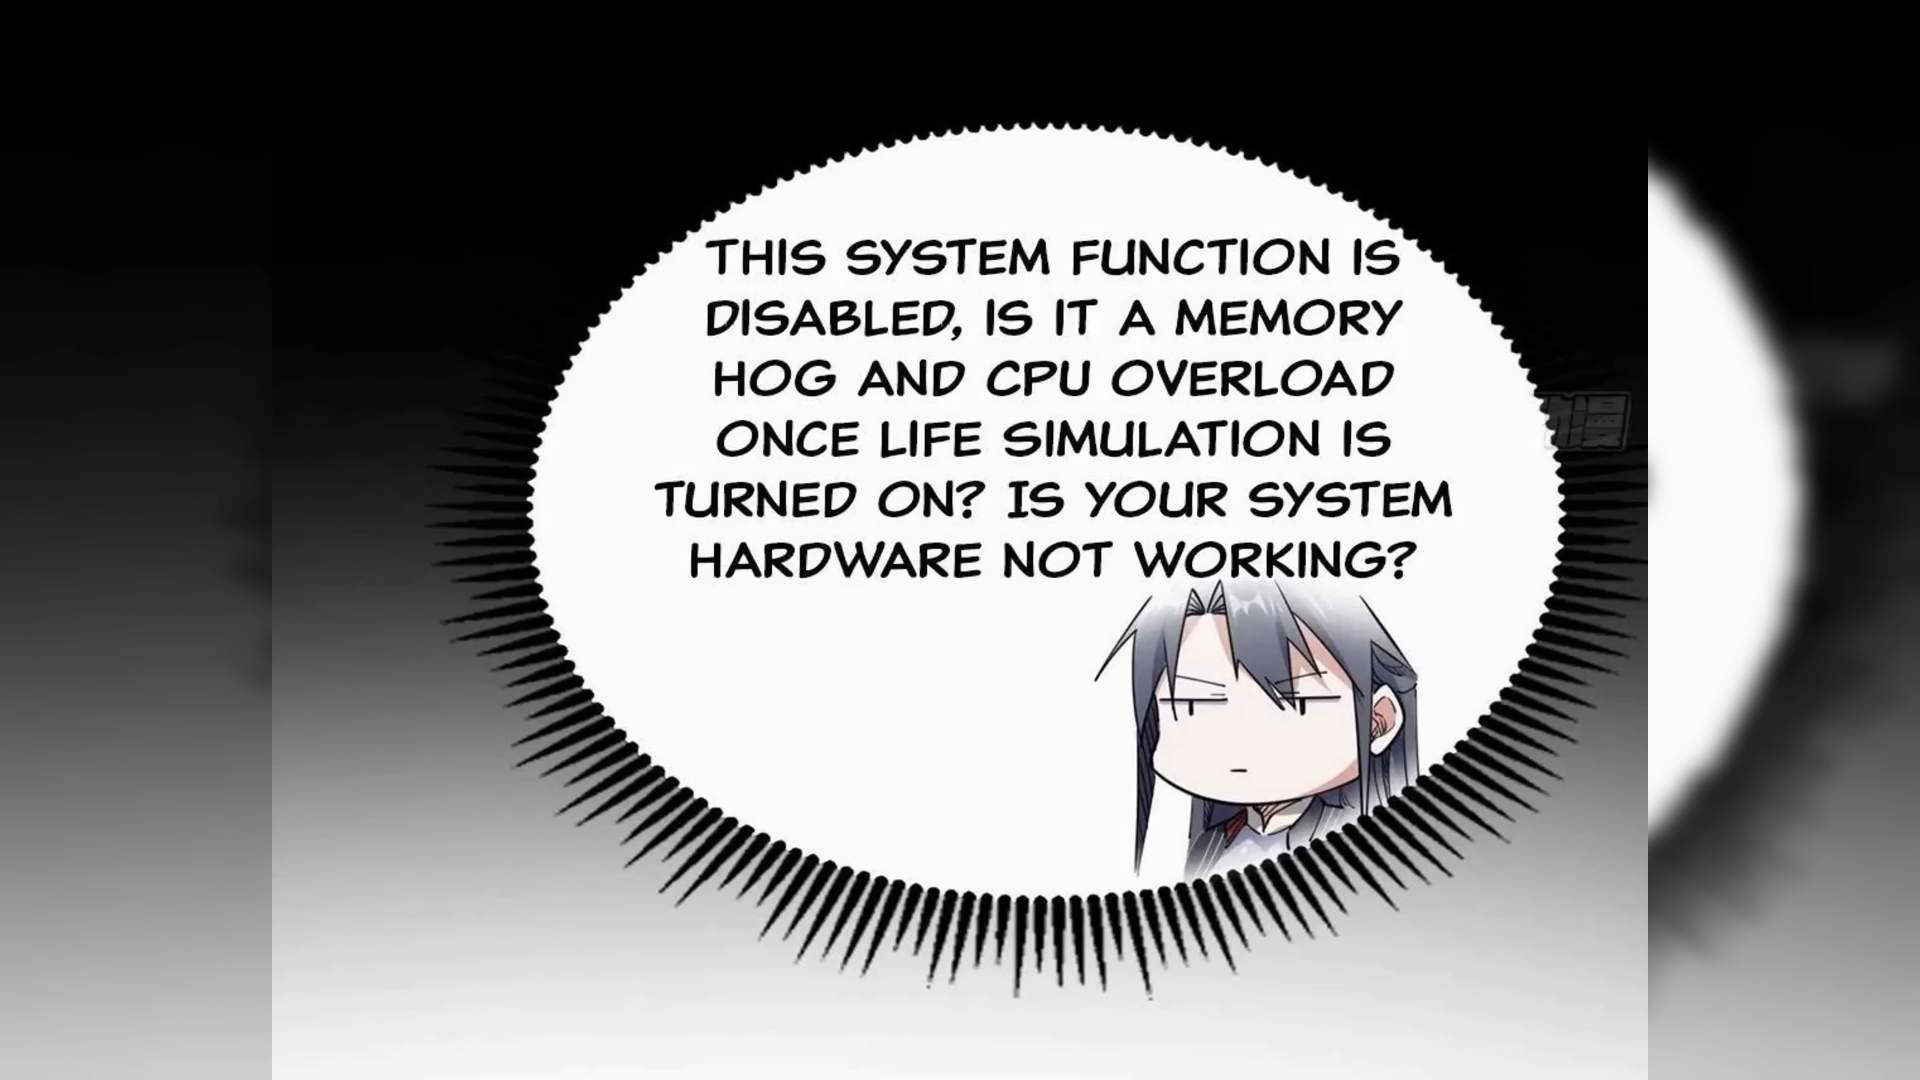 THIS SYSTEM FUNCTION IS
DISABLED, IS IT A MEMORY
HOG AND CPU OVERLOAD
ONCE LIFE SIMULATION IS
TURNED ON? IS YOUR SYSTEM
HARDWARE NOT WORKING?